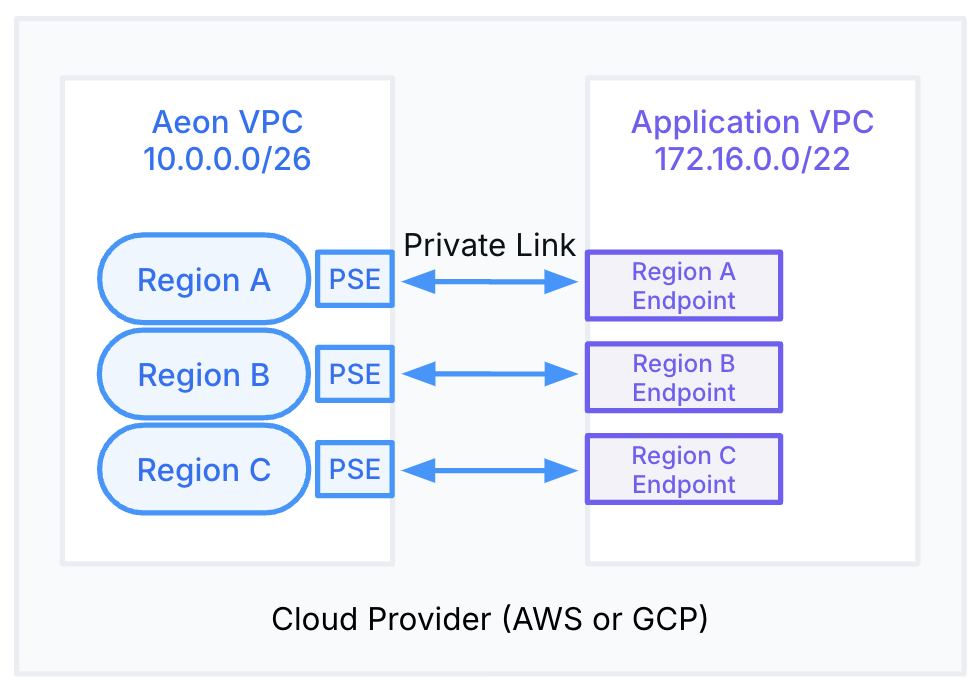 Aeon VPC
10.0.0.0/26
Application VPC
172.16.0.0/22
Private Link
Region A
PSE
Region A
Endpoint
Region B
PSE
Region B
Endpoint
Region C
PSE
Region C
Endpoint
Cloud Provider (AWS or GCP)